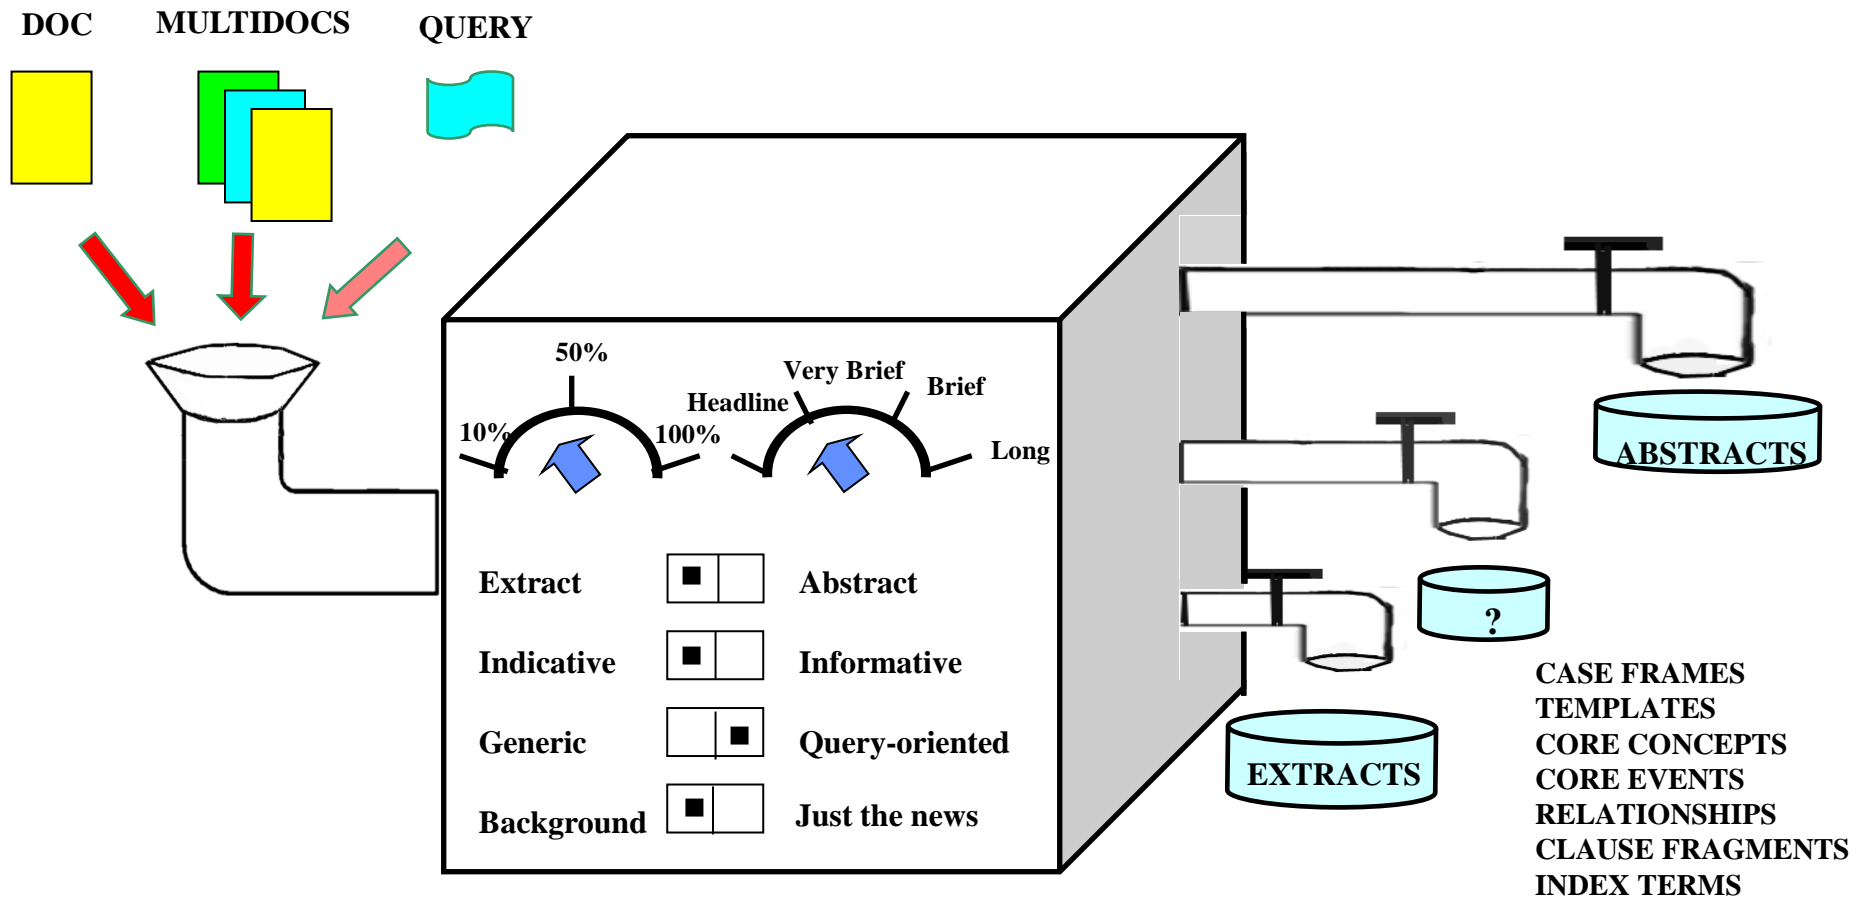 DOC
MULTIDOCS
QUERY
50%
10%
100%
Headline
Very Brief
Brief
Long
Extract
Abstract
Indicative
Informative
Generic
Query-oriented
Background
Just the news
ABSTRACTS
?
EXTRACTS
CASE FRAMES
TEMPLATES
CORE CONCEPTS
CORE EVENTS
RELATIONSHIPS
CLAUSE FRAGMENTS
INDEX TERMS